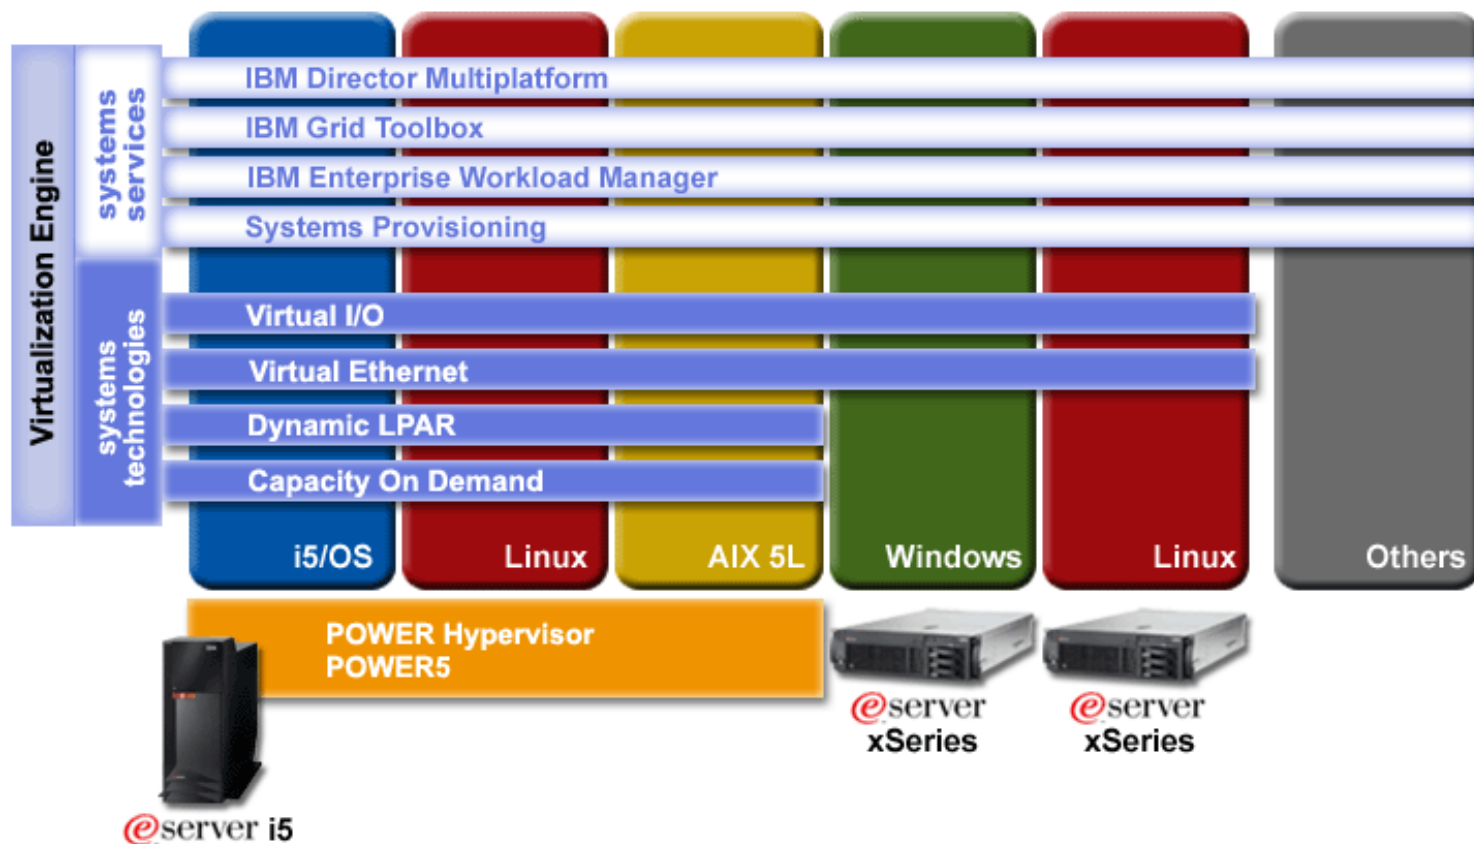 Virtualization Engine
systems
services
IBM Director Multiplatform
IBM Grid Toolbox
IBM Enterprise Workload Manager
Systems Provisioning
systems
technologies
Virtual I/O
Virtual Ethernet
Dynamic LPAR
Capacity On Demand
i5/OS
Linux
AIX 5L
Windows
Linux
Others
POWER Hypervisor
POWER5
eserver
xSeries
eserver
xSeries
eserver i5